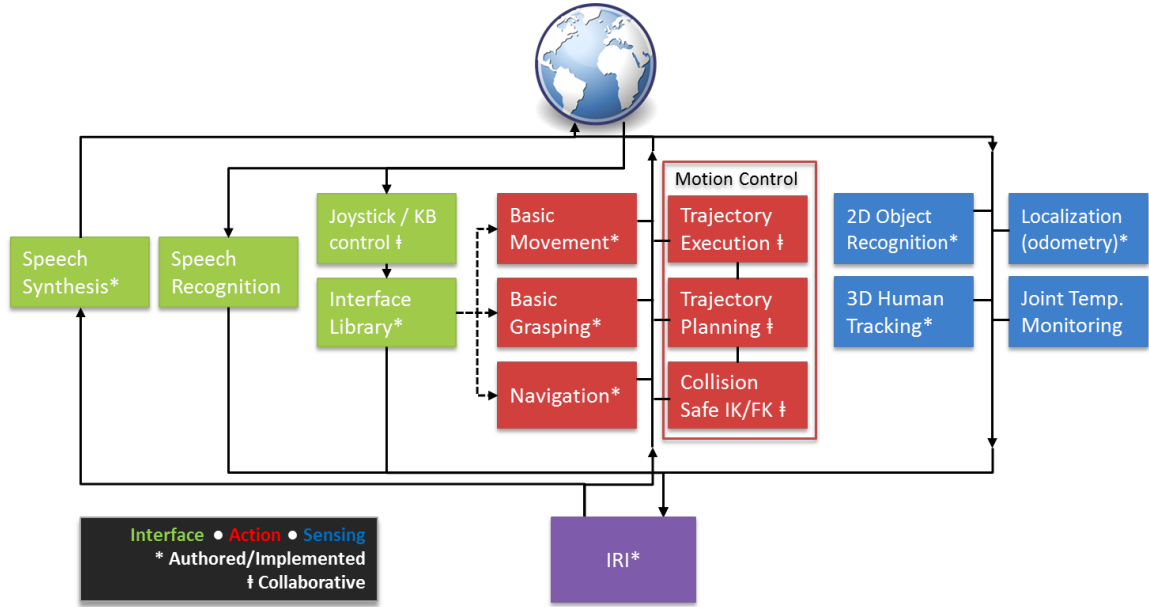 Motion Control
Joystick / KB
control ⱡ
Basic
Movement*
Trajectory
Execution ⱡ
2D Object
Recognition*
Localization
(odometry)*
Speech
Synthesis*
Speech
Recognition
Interface
Library*
Basic
Grasping*
Trajectory
Planning ⱡ
3D Human
Tracking*
Joint Temp.
Monitoring
Navigation*
Collision
Safe IK/FK ⱡ
Interface ● Action ● Sensing
* Authored/Implemented
ⱡ Collaborative
IRI*